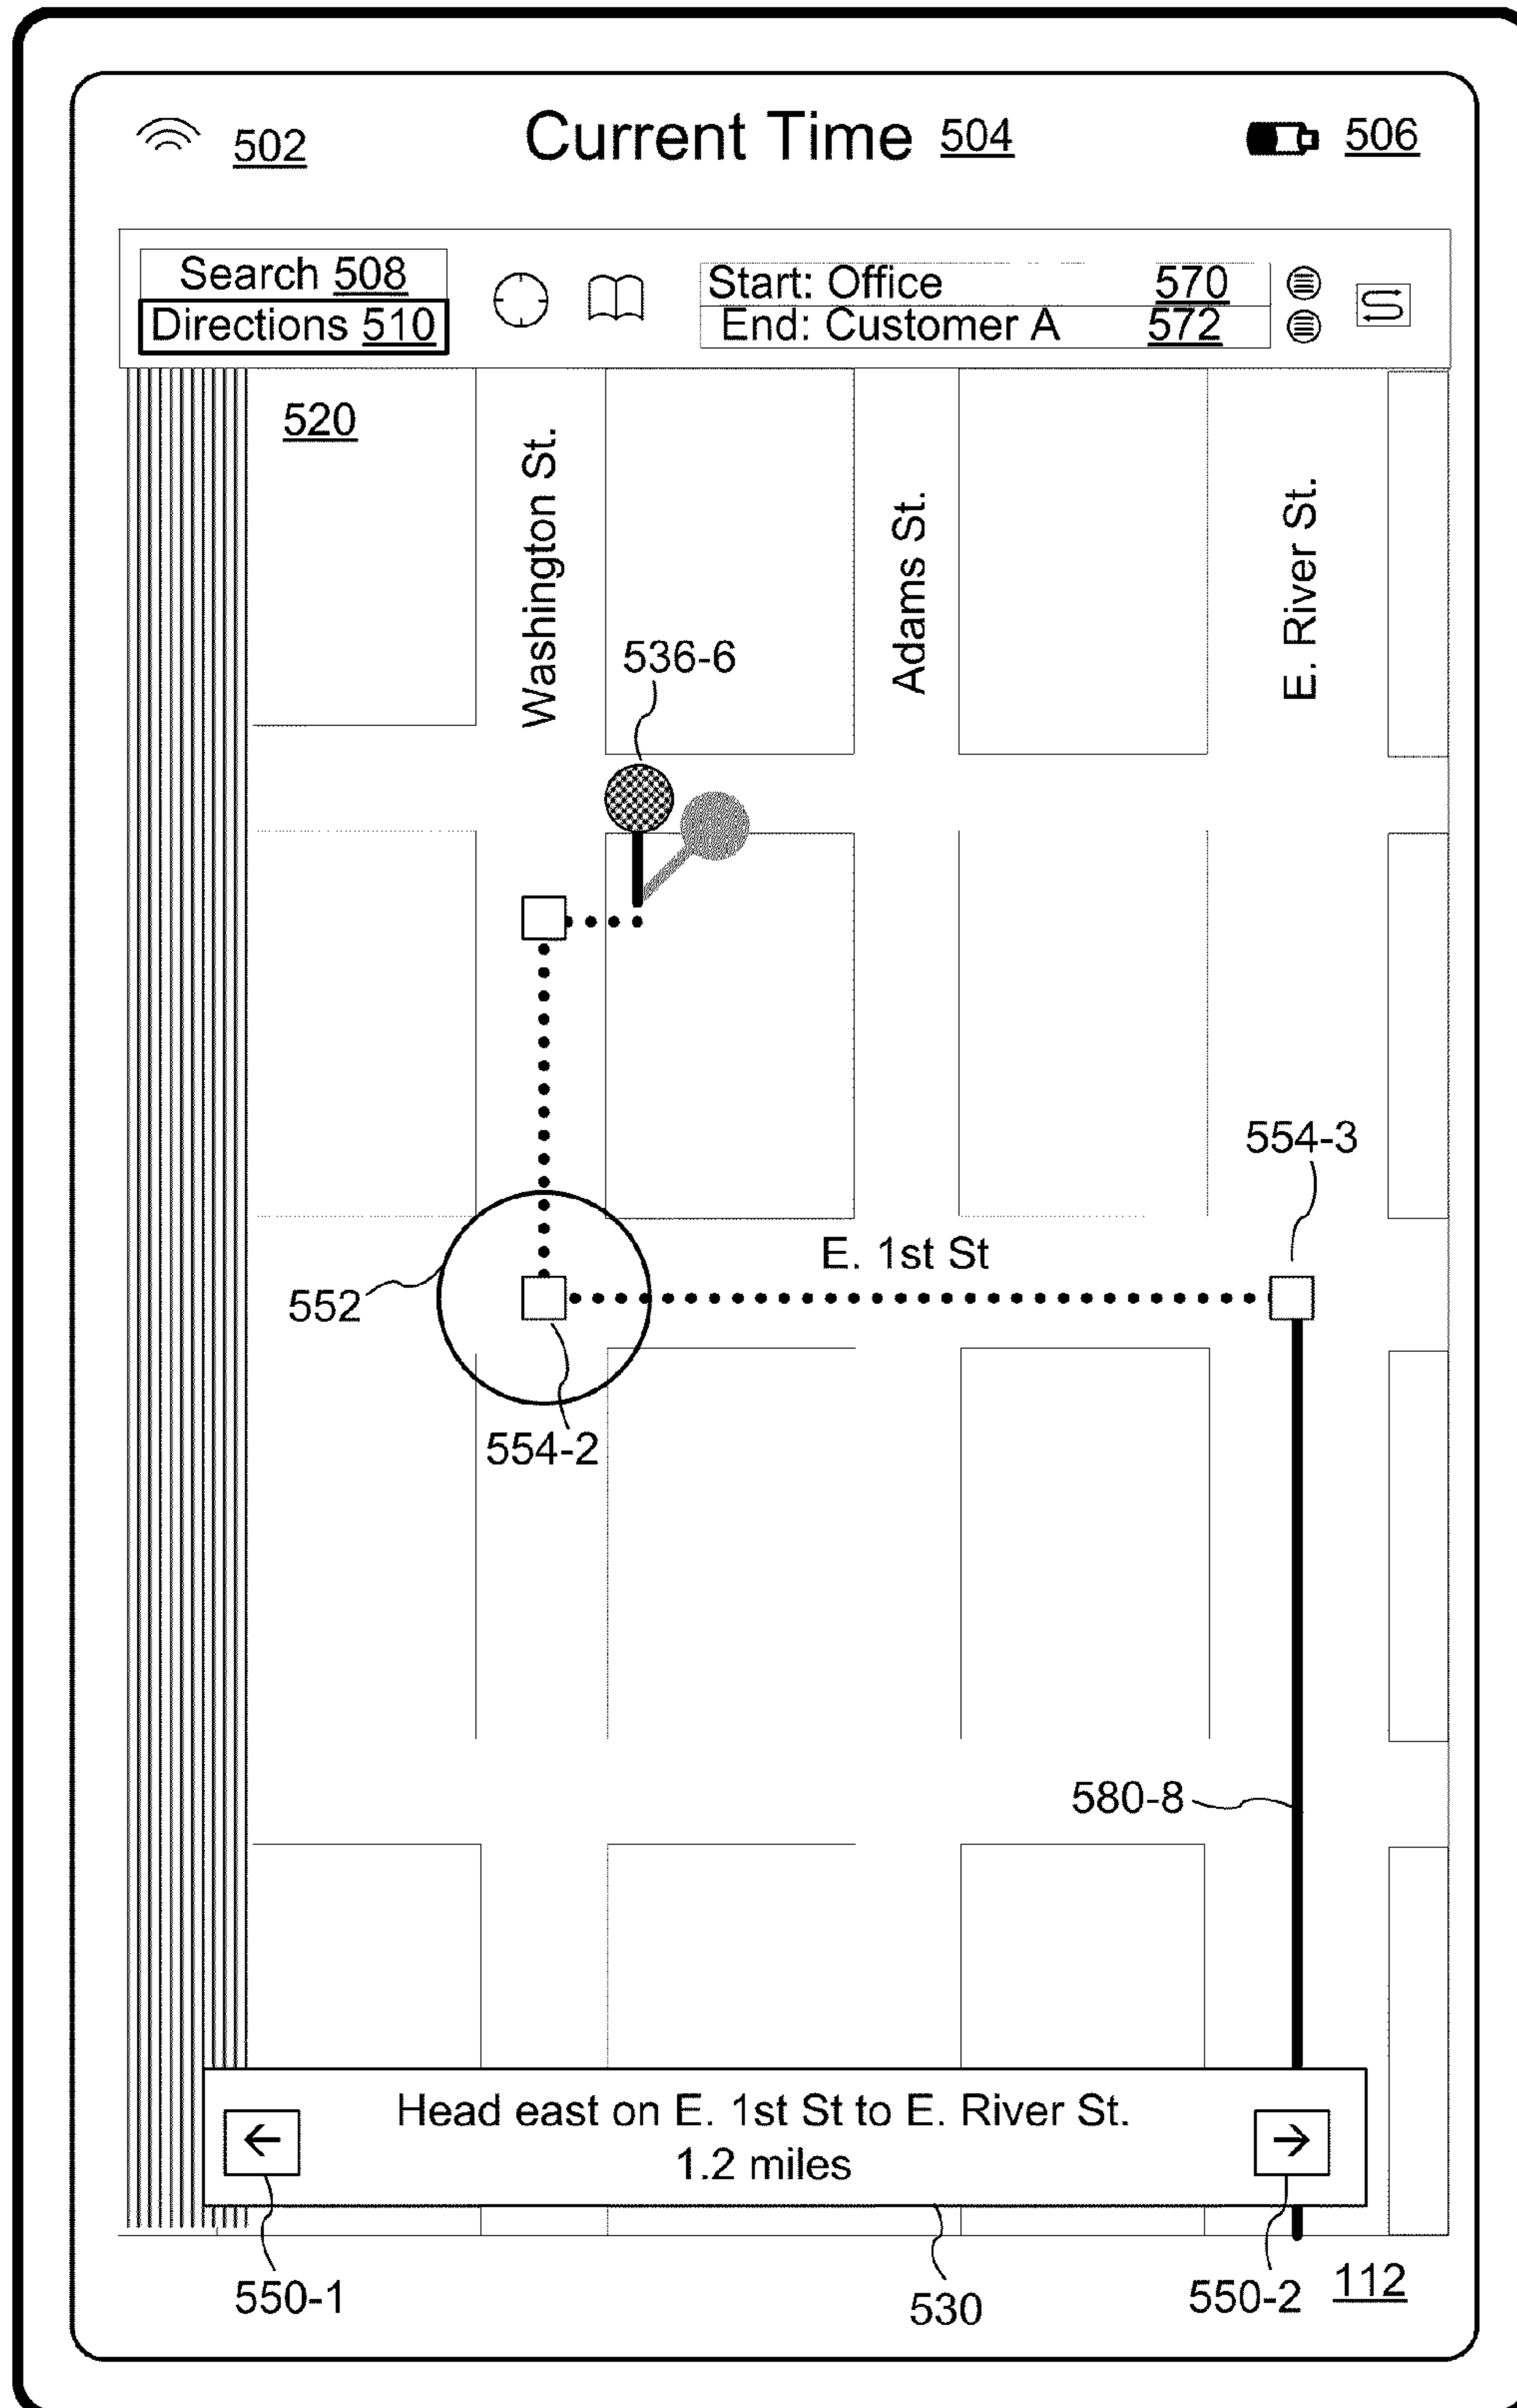 502
Current Time 504
506
Search 508
Directions 510
Start: Office 570
End: Customer A 572
520
Washington St.
Adams St.
E. River St.
536-6
554-3
E. 1st St
552
554-2
580-8
Head east on E. 1st St to E. River St.
1.2 miles
550-1
530
550-2
112